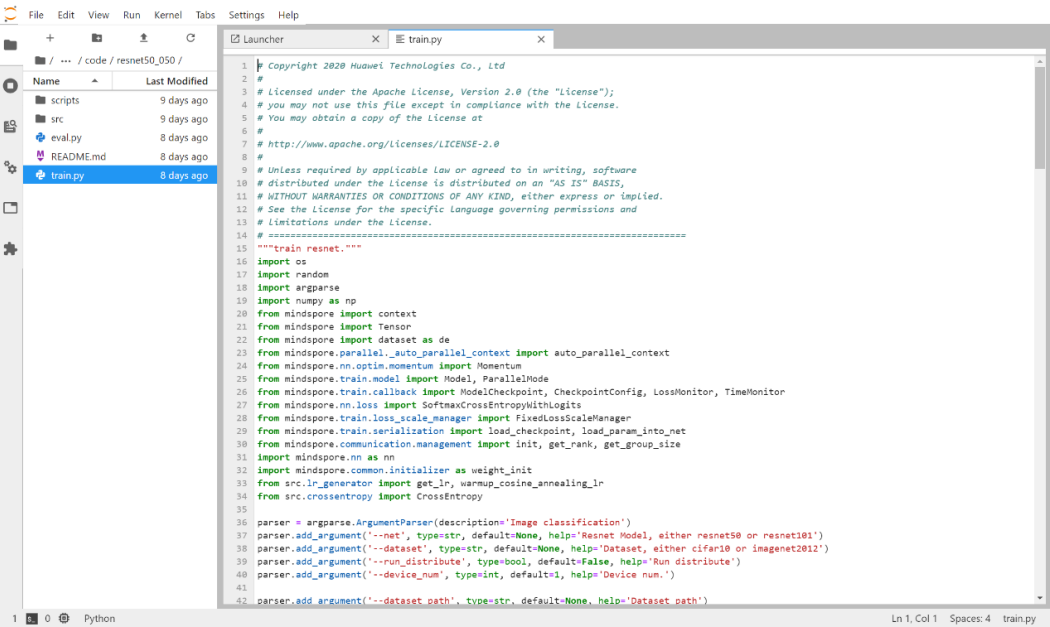 File Edit View Run Kernel Tabs Settings Help
/ ··· / code / resnet50_050 /
Name Last Modified
scripts 9 days ago
src 9 days ago
eval.py 8 days ago
README.md 8 days ago
train.py 8 days ago
Launcher train.py
1 # Copyright 2020 Huawei Technologies Co., Ltd
2 #
3 # Licensed under the Apache License, Version 2.0 (the "License");
4 # you may not use this file except in compliance with the License.
5 # You may obtain a copy of the License at
6 #
7 # http://www.apache.org/licenses/LICENSE-2.0
8 #
9 # Unless required by applicable law or agreed to in writing, software
10 # distributed under the License is distributed on an "AS IS" BASIS,
11 # WITHOUT WARRANTIES OR CONDITIONS OF ANY KIND, either express or implied.
12 # See the License for the specific language governing permissions and
13 # limitations under the License.
14 # ============================================================================
15 """train resnet."""
16 import os
17 import random
18 import argparse
19 import numpy as np
20 from mindspore import context
21 from mindspore import Tensor
22 from mindspore import dataset as de
23 from mindspore.parallel._auto_parallel_context import auto_parallel_context
24 from mindspore.nn.optim.momentum import Momentum
25 from mindspore.train.model import Model, ParallelMode
26 from mindspore.train.callback import ModelCheckpoint, CheckpointConfig, LossMonitor, TimeMonitor
27 from mindspore.nn.loss import SoftmaxCrossEntropyWithLogits
28 from mindspore.train.loss_scale_manager import FixedLossScaleManager
29 from mindspore.train.serialization import load_checkpoint, load_param_into_net
30 from mindspore.communication.management import init, get_rank, get_group_size
31 import mindspore.nn as nn
32 import mindspore.common.initializer as weight_init
33 from src.lr_generator import get_lr, warmup_cosine_annealing_lr
34 from src.crossentropy import CrossEntropy
35
36 parser = argparse.ArgumentParser(description='Image classification')
37 parser.add_argument('--net', type=str, default=None, help='Resnet Model, either resnet50 or resnet101')
38 parser.add_argument('--dataset', type=str, default=None, help='Dataset, either cifar10 or imagenet2012')
39 parser.add_argument('--run_distribute', type=bool, default=False, help='Run distribute')
40 parser.add_argument('--device_num', type=int, default=1, help='Device num.')
41
42 parser.add_argument('--dataset_path', type=str, default=None, help='Dataset path')
1 0 Python Ln 1, Col 1 Spaces: 4 train.py